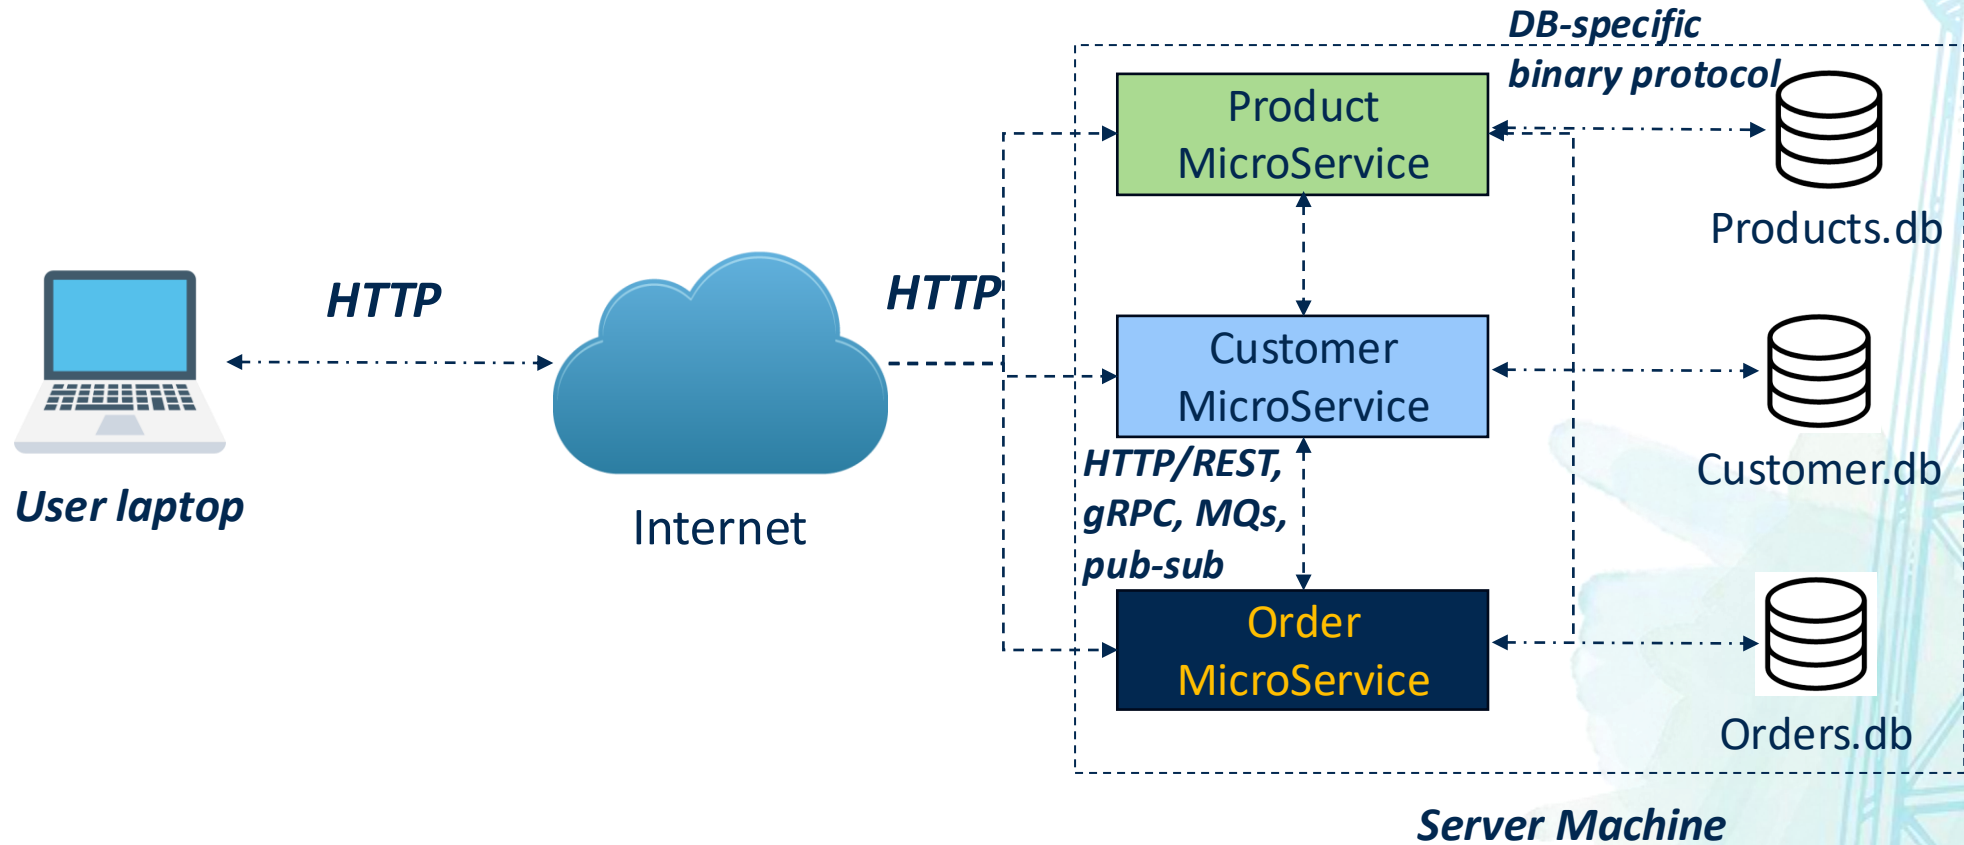 DB-specific
binary protocol
Product
MicroService
Products.db
HTTP
HTTP
Customer
MicroService
Customer.db
User laptop
Internet
HTTP/REST,
gRPC, MQs,
pub-sub
Order
MicroService
Orders.db
Server Machine